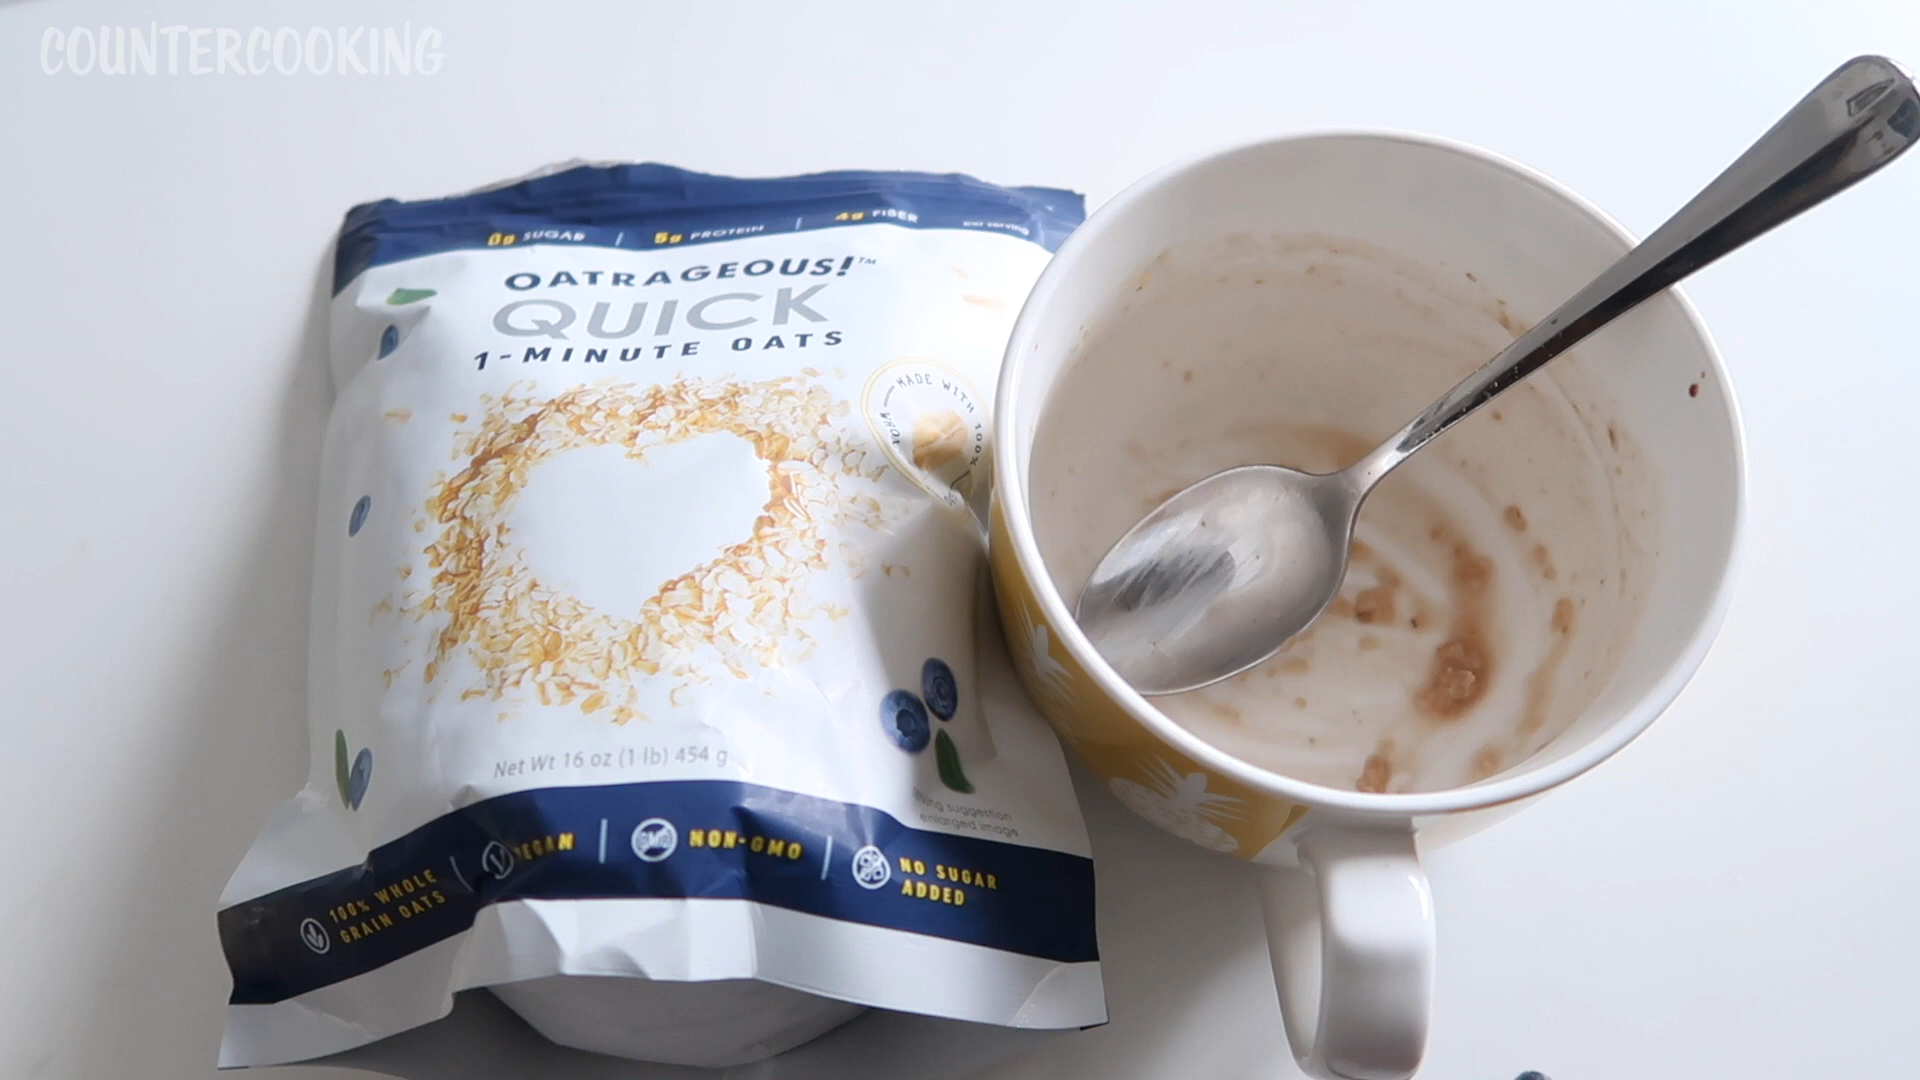 COUNTERCOOKING
0g SUGAR | 5g PROTEIN | 4g FIBER per serving
OATRAGEOUS!™
QUICK
1-MINUTE OATS
MADE WITH 100%
Net Wt 16 oz (1 lb) 454 g
suggestion
enlarged image
100% WHOLE
GRAIN OATS
VEGAN
GMO
NON-GMO
NO SUGAR
ADDED